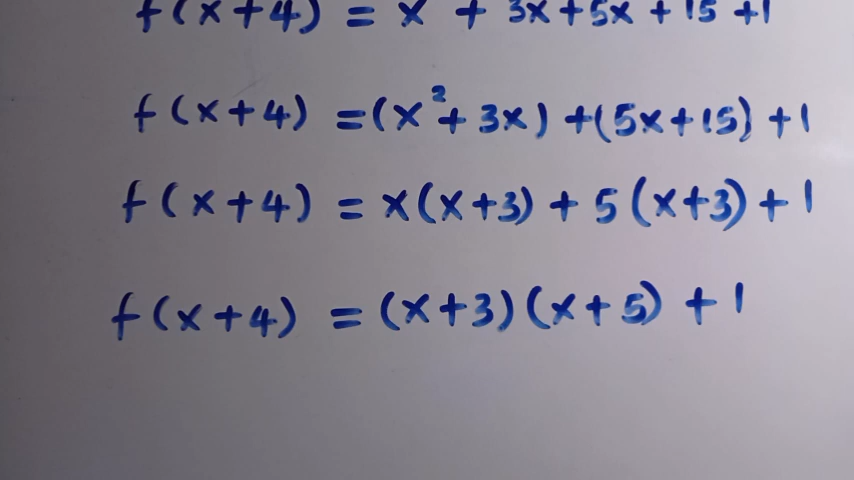 f(x+4) = x + 3x+5x + 15 +1
f(x+4) =(x²+ 3x) +(5x+15) +1
f(x+4) = x(x+3) + 5(x+3)+1
f(x+4) = (x+3)(x+5) +1